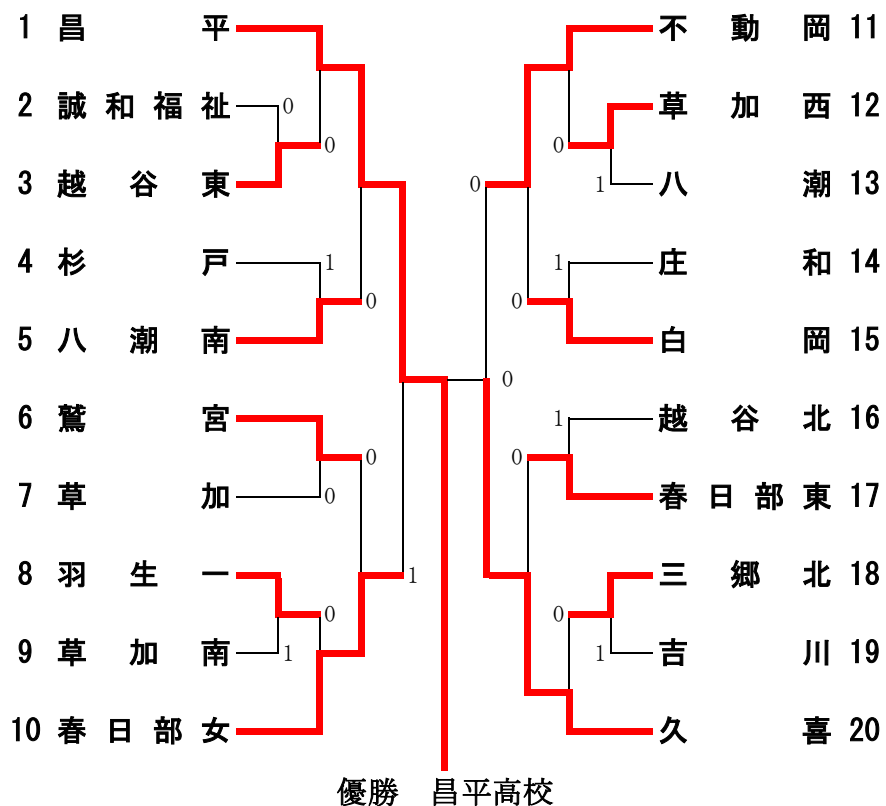 1 昌平
不動岡 11
2 誠和福祉 0
草加西 12
0
0
3 越谷東
0
1 八潮 13
4 杉戸 1
1 庄和 14
0
0
5 八潮南
白岡 15
0
6 鷲宮
1 越谷北 16
0
0
7 草加 0
春日部東 17
8 羽生一
1
三郷北 18
0
0
9 草加南 1
1 吉川 19
10 春日部女
久喜 20
優勝 昌平高校